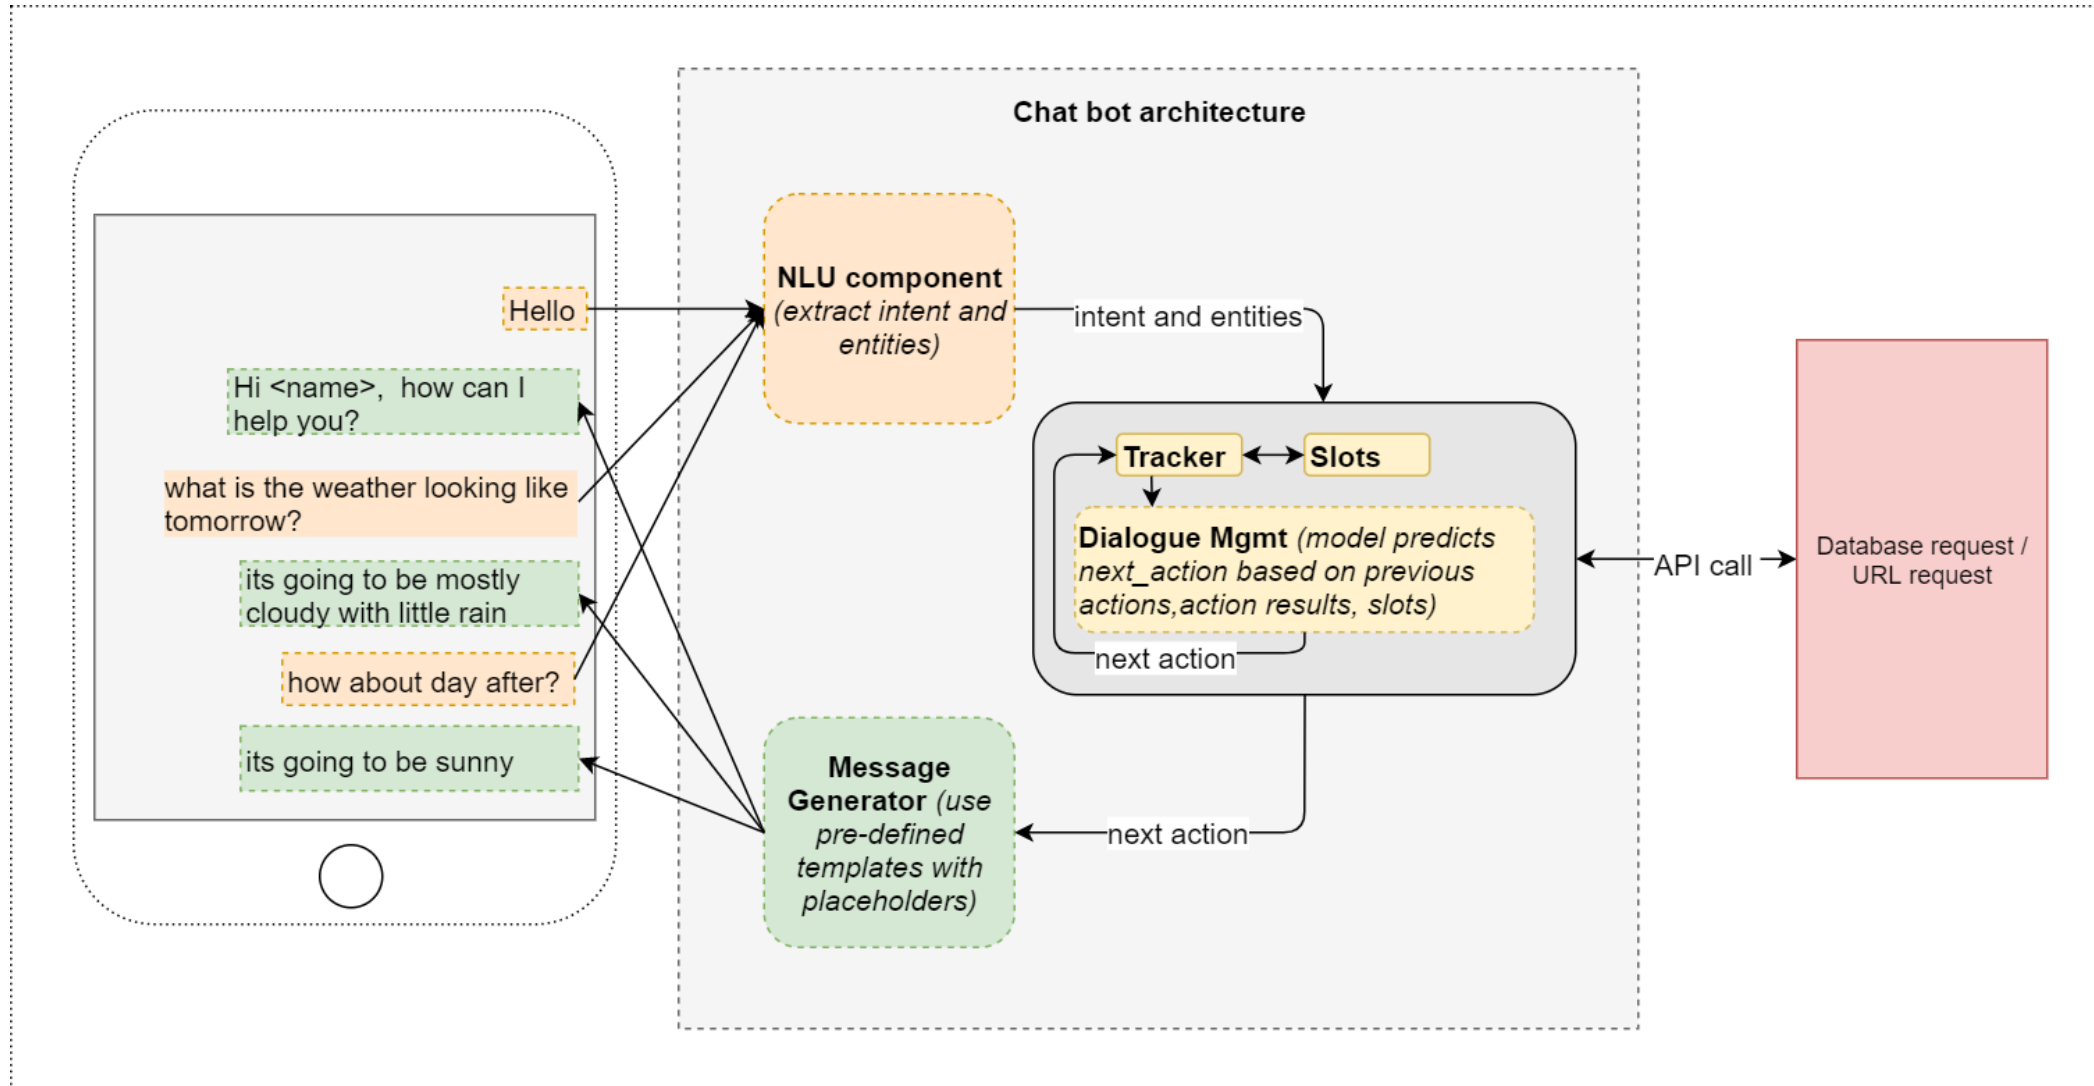 Chat bot architecture
Hello
Hi <name>,  how can I
help you?
what is the weather looking like
tomorrow?
its going to be mostly
cloudy with little rain
how about day after?
its going to be sunny
NLU component
(extract intent and
entities)
intent and entities
Tracker
Slots
Dialogue Mgmt (model predicts
next_action based on previous
actions,action results, slots)
next action
API call
Database request /
URL request
Message
Generator (use
pre-defined
templates with
placeholders)
next action